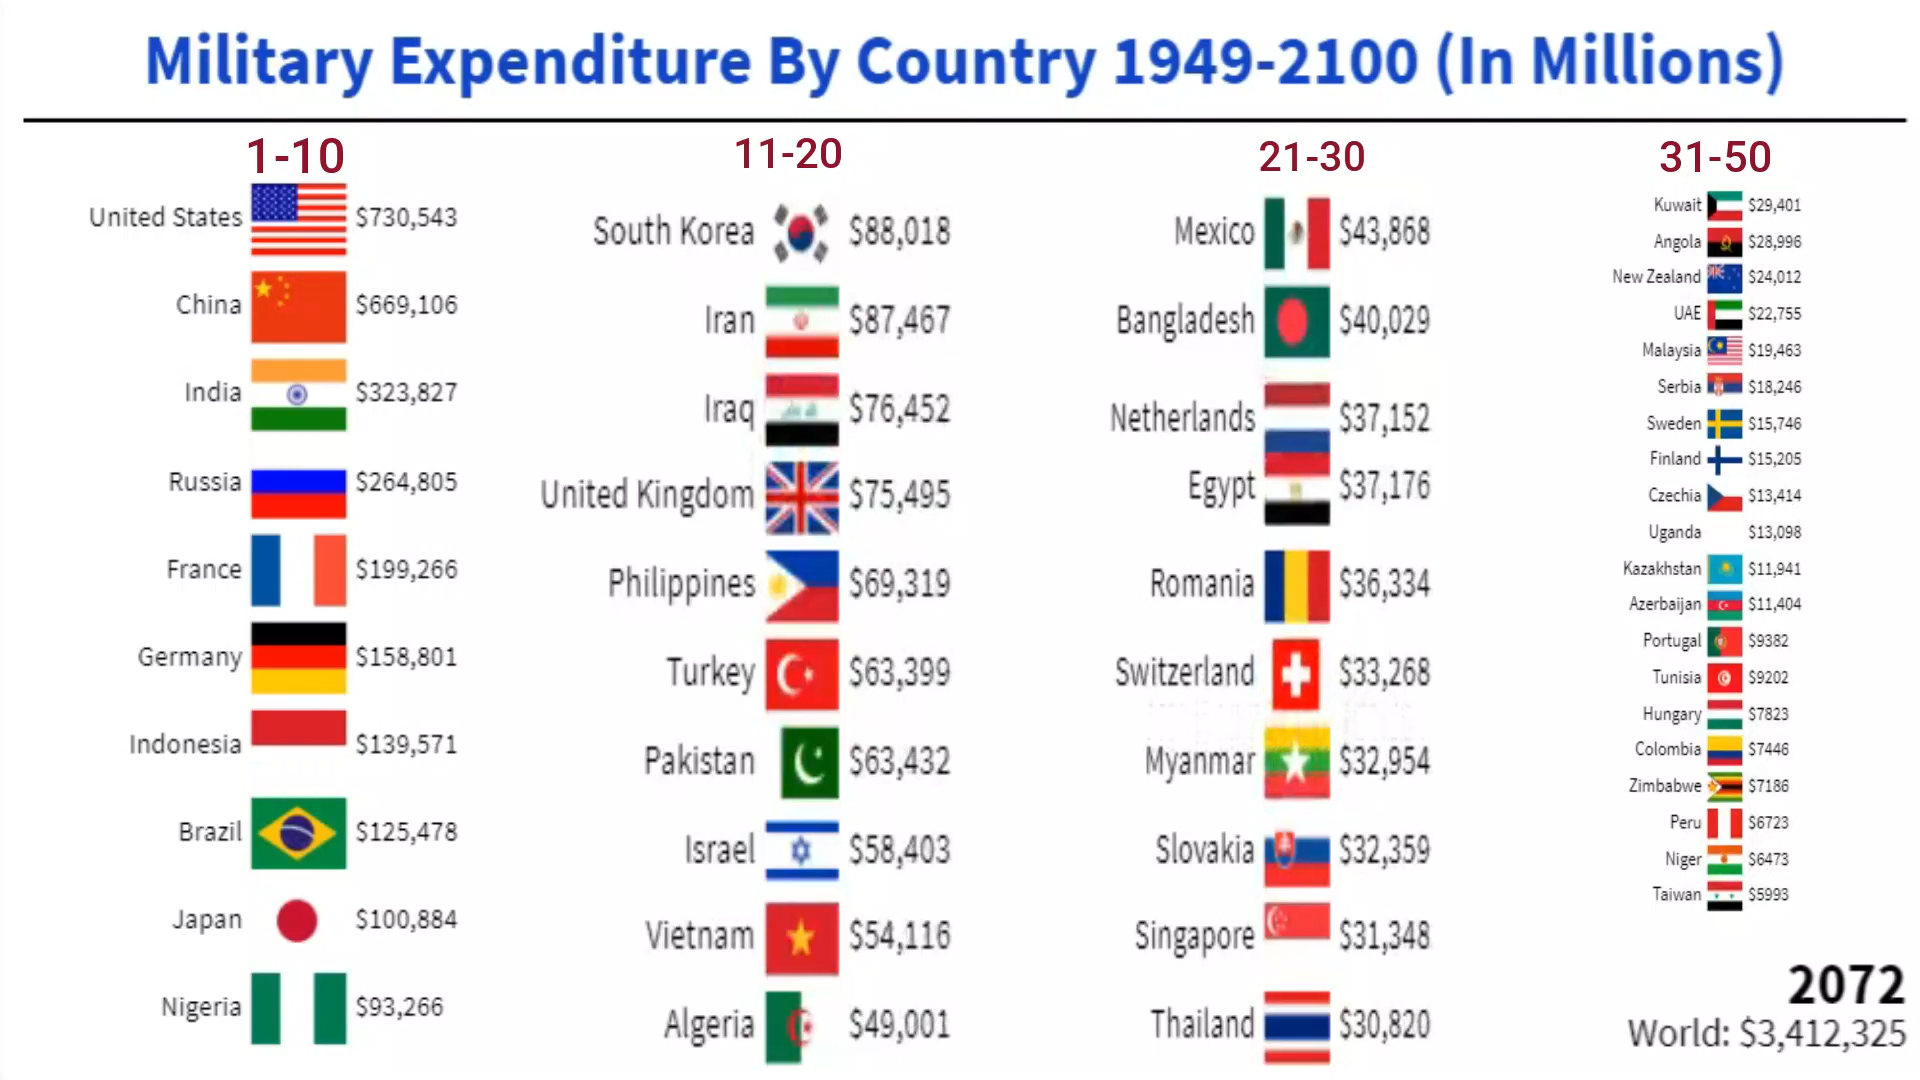 Military Expenditure By Country 1949-2100 (In Millions)
1-10
United States $730,543
China $669,106
India $323,827
Russia $264,805
France $199,266
Germany $158,801
Indonesia $139,571
Brazil $125,478
Japan $100,884
Nigeria $93,266
11-20
South Korea $88,018
Iran $87,467
Iraq $76,452
United Kingdom $75,495
Philippines $69,319
Turkey $63,399
Pakistan $63,432
Israel $58,403
Vietnam $54,116
Algeria $49,001
21-30
Mexico $43,868
Bangladesh $40,029
Netherlands $37,152
Egypt $37,176
Romania $36,334
Switzerland $33,268
Myanmar $32,954
Slovakia $32,359
Singapore $31,348
Thailand $30,820
31-50
Kuwait $29,401
Angola $28,996
New Zealand $24,012
UAE $22,755
Malaysia $19,463
Serbia $18,246
Sweden $15,746
Finland $15,205
Czechia $13,414
Uganda $13,098
Kazakhstan $11,941
Azerbaijan $11,404
Portugal $9382
Tunisia $9202
Hungary $7823
Colombia $7446
Zimbabwe $7186
Peru $6723
Niger $6473
Taiwan $5993
2072
World: $3,412,325